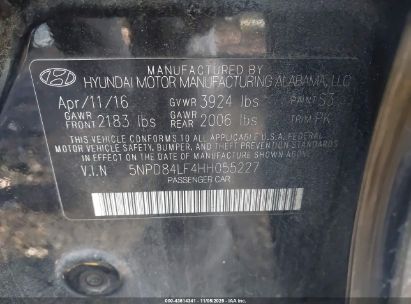 MANUFACTURED BY
HYUNDAI MOTOR MANUFACTURING ALABAMA, LLC
Apr/11/16 GVWR 3924 lbs PAINT S3
GAWR FRONT 2183 lbs GAWR REAR 2006 lbs TRIM PK
THIS VEHICLE CONFORMS TO ALL APPLICABLE U.S.A. FEDERAL MOTOR
VEHICLE SAFETY, BUMPER, AND THEFT PREVENTION STANDARDS
IN EFFECT ON THE DATE OF MANUFACTURE SHOWN ABOVE.
V.I.N 5NPD84LF4HH055227
PASSENGER CAR